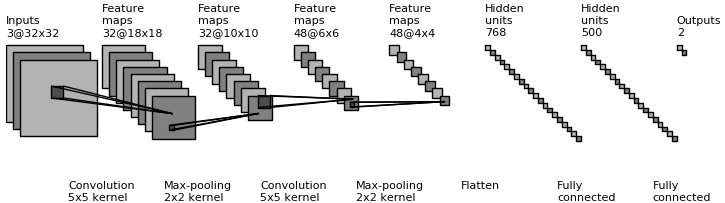 Inputs
3@32x32
Feature
maps
32@18x18
Feature
maps
32@10x10
Feature
maps
48@6x6
Feature
maps
48@4x4
Hidden
units
768
Hidden
units
500
Outputs
2
Convolution
5x5 kernel
Max-pooling
2x2 kernel
Convolution
5x5 kernel
Max-pooling
2x2 kernel
Flatten
Fully
connected
Fully
connected